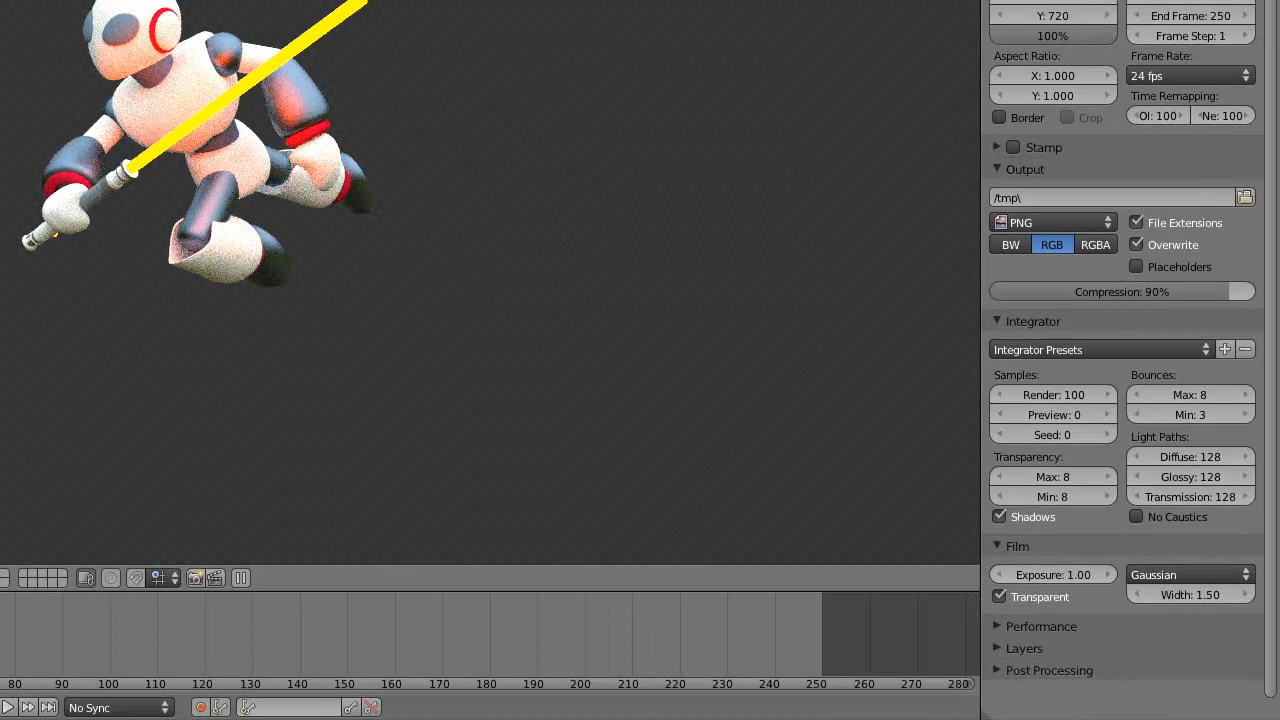 Y: 720
End Frame: 250
100%
Frame Step: 1
Aspect Ratio:
Frame Rate:
X: 1.000
24 fps
Y: 1.000
Time Remapping:
Border
Crop
Ol: 100
Ne: 100
Stamp
Output
/tmp\
PNG
File Extensions
BW
RGB
RGBA
Overwrite
Placeholders
Compression: 90%
Integrator
Integrator Presets
Samples:
Bounces:
Render: 100
Max: 8
Preview: 0
Min: 3
Seed: 0
Light Paths:
Transparency:
Diffuse: 128
Max: 8
Glossy: 128
Min: 8
Transmission: 128
Shadows
No Caustics
Film
Exposure: 1.00
Gaussian
Transparent
Width: 1.50
Performance
Layers
Post Processing
80 90 100 110 120 130 140 150 160 170 180 190 200 210 220 230 240 250 260 270 280
No Sync